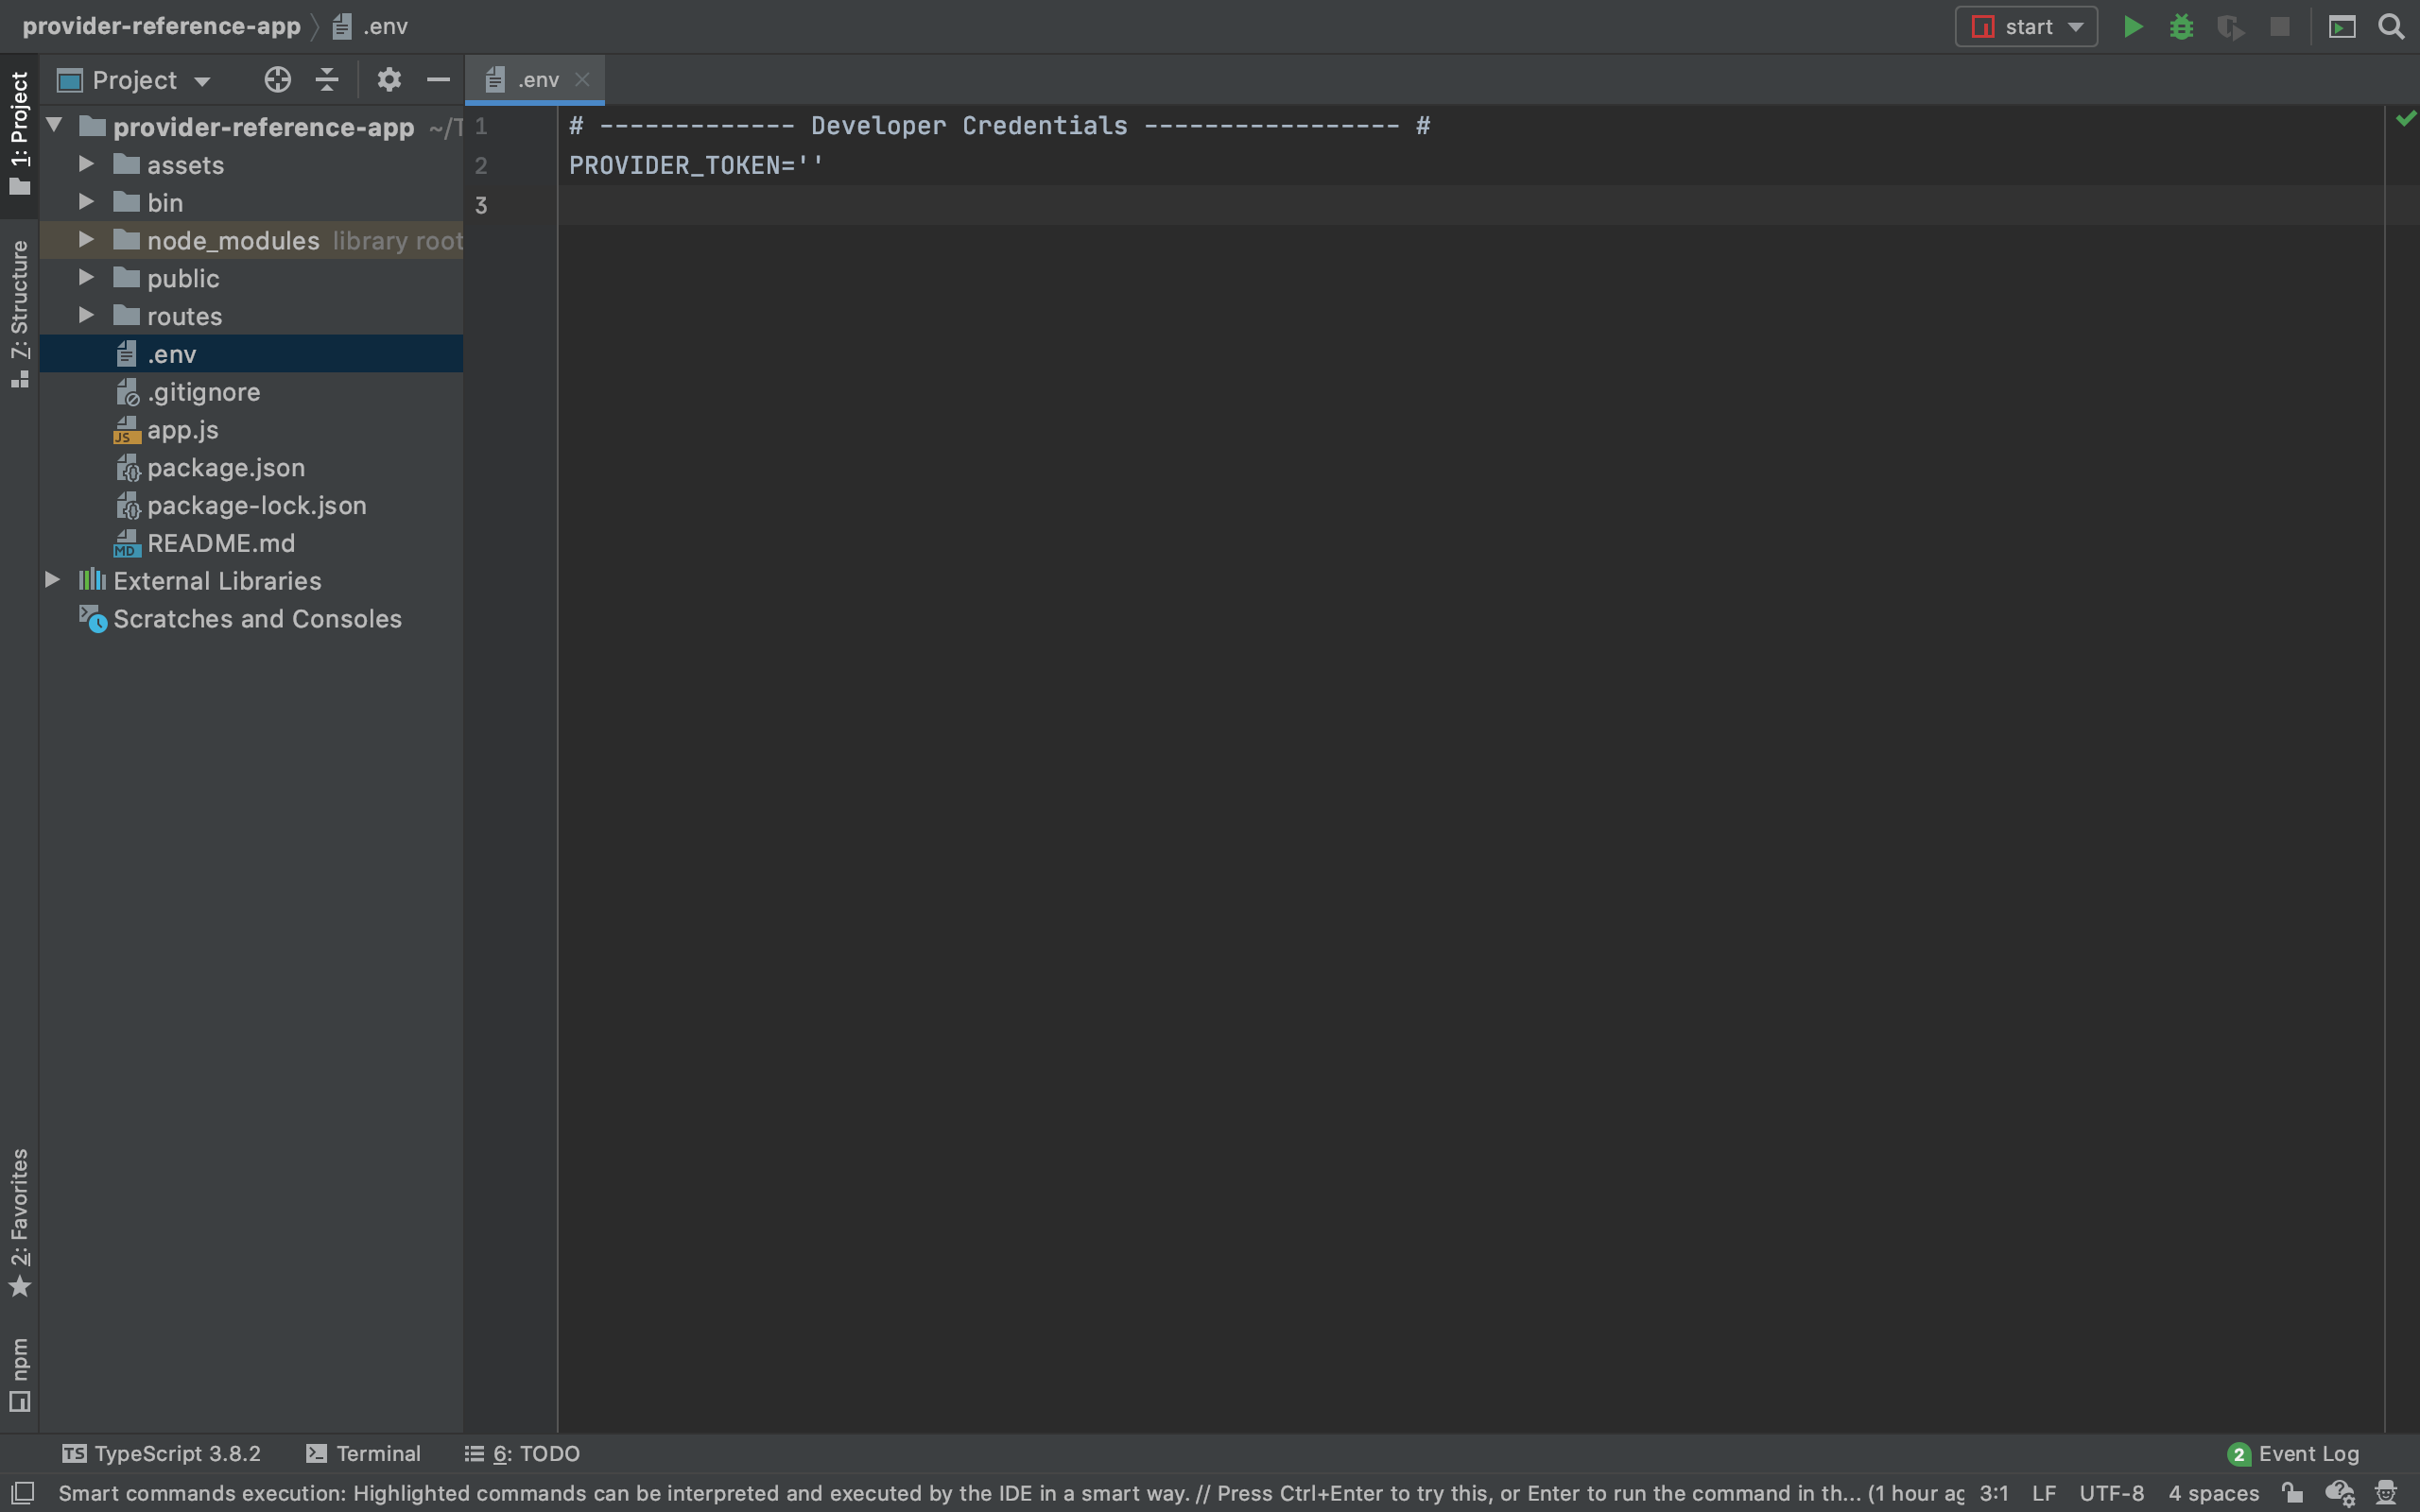 provider-reference-app
.env
start
Project
.env
1: Project
provider-reference-app ~/T
assets
bin
node_modules library root
public
routes
.env
.gitignore
app.js
package.json
package-lock.json
README.md
External Libraries
Scratches and Consoles
1 # ------------- Developer Credentials ----------------- #
2 PROVIDER_TOKEN=''
3
Z: Structure
2: Favorites
npm
TypeScript 3.8.2
Terminal
6: TODO
2 Event Log
Smart commands execution: Highlighted commands can be interpreted and executed by the IDE in a smart way. // Press Ctrl+Enter to try this, or Enter to run the command in th... (1 hour ag
3:1 LF UTF-8 4 spaces